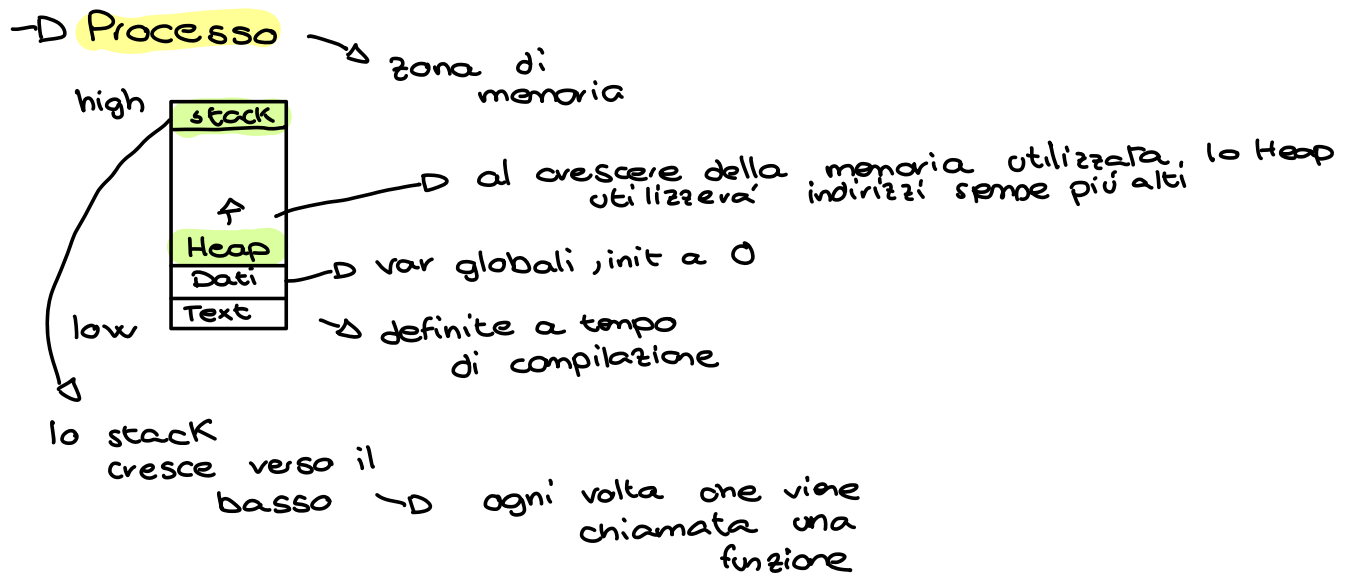 Processo
zona di
memoria
high
stack
al crescere della memoria utilizzata, lo Heap
utilizzerá indirizzi sempre piú alti
Heap
Dati
var globali, init a 0
Text
low
definite a tempo
di compilazione
lo stack
cresce verso il
basso
ogni volta che viene
chiamata una
funzione